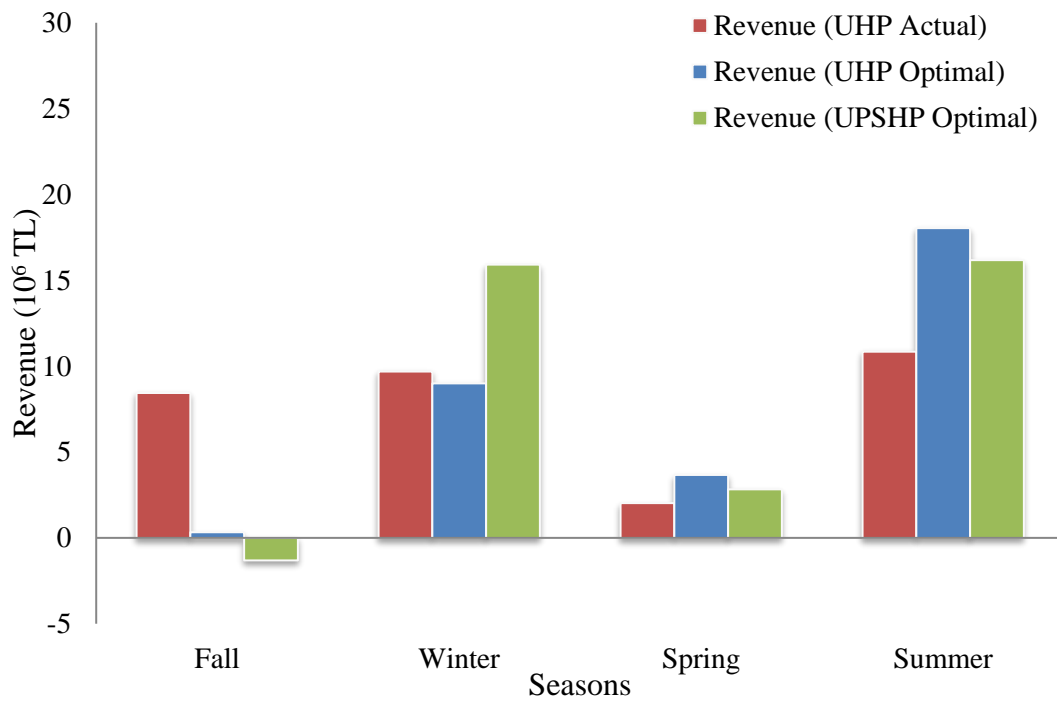 30
25
20
15
10
5
0
-5
Revenue (10⁶ TL)
Revenue (UHP Actual)
Revenue (UHP Optimal)
Revenue (UPSHP Optimal)
Fall Winter Spring Summer
Seasons